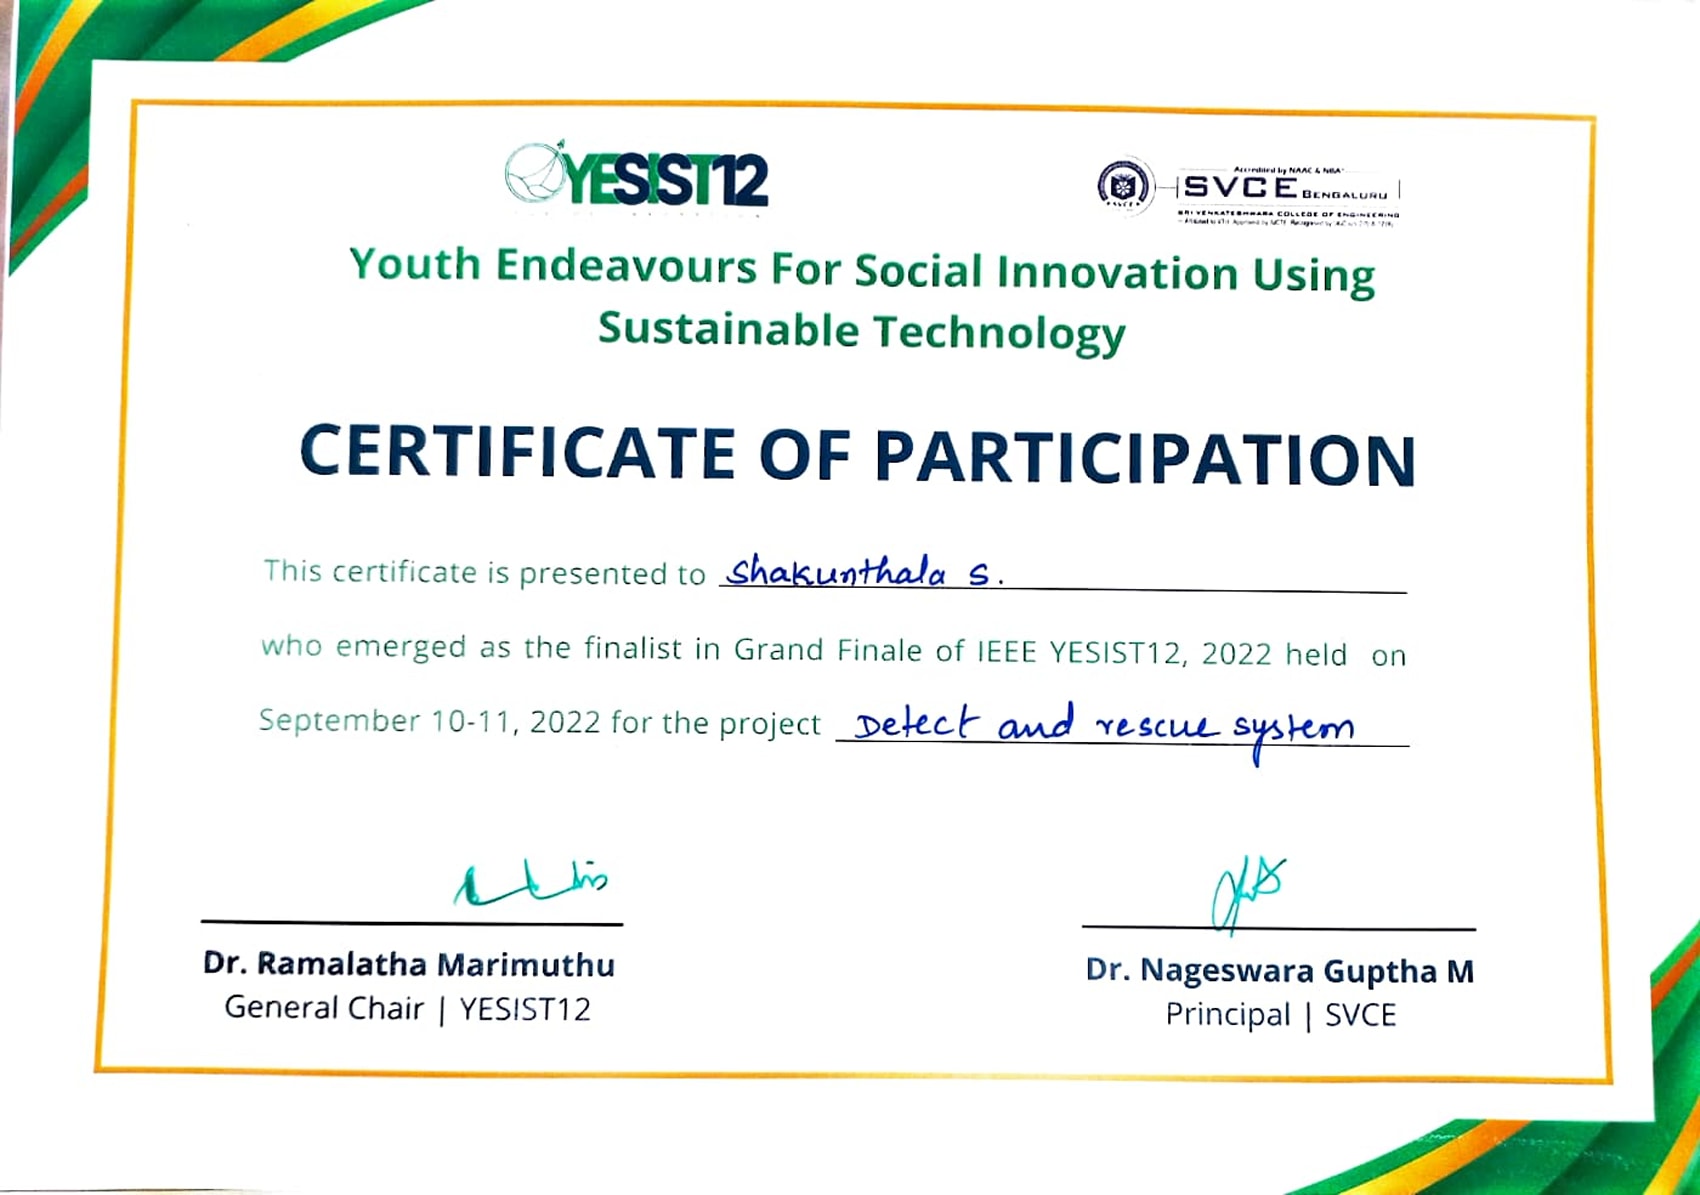 YESIST12
Accredited by NAAC & NBA
SVCE BENGALURU
SRI VENKATESHWARA COLLEGE OF ENGINEERING
Youth Endeavours For Social Innovation Using
Sustainable Technology
CERTIFICATE OF PARTICIPATION
This certificate is presented to Shakunthala S.
who emerged as the finalist in Grand Finale of IEEE YESIST12, 2022 held on
September 10-11, 2022 for the project Detect and rescue system
Dr. Ramalatha Marimuthu
General Chair | YESIST12
Dr. Nageswara Guptha M
Principal | SVCE